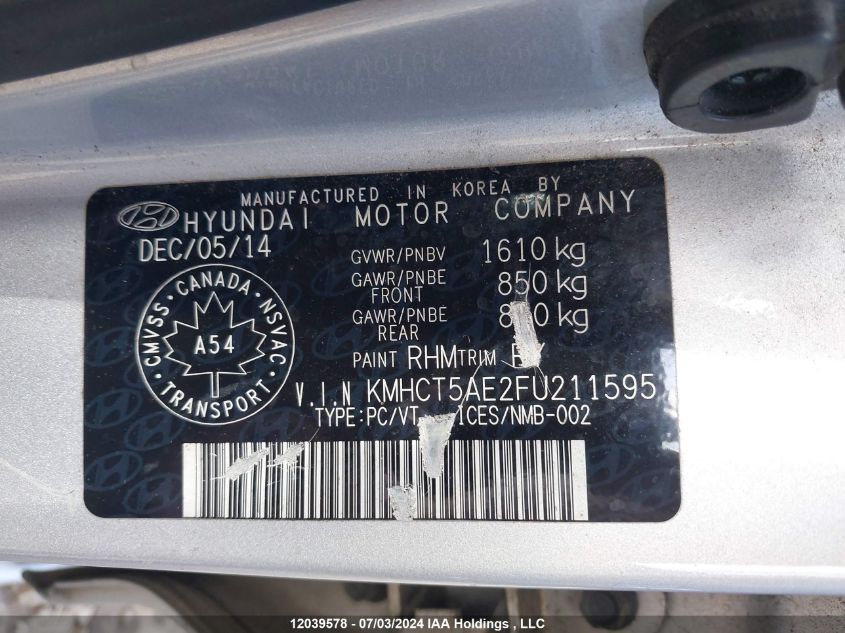 MANUFACTURED IN KOREA BY
HYUNDAI MOTOR COMPANY
DEC/05/14
GVWR/PNBV 1610 kg
GAWR/PNBE FRONT 850 kg
GAWR/PNBE REAR kg
PAINT RHM TRIM
CMVSS · CANADA · NSVAC · TRANSPORT
A54
V.I.N KMHCT5AE2FU211595
TYPE:PC/VT ICES/NMB-002
12039578 - 07/03/2024 IAA Holdings , LLC